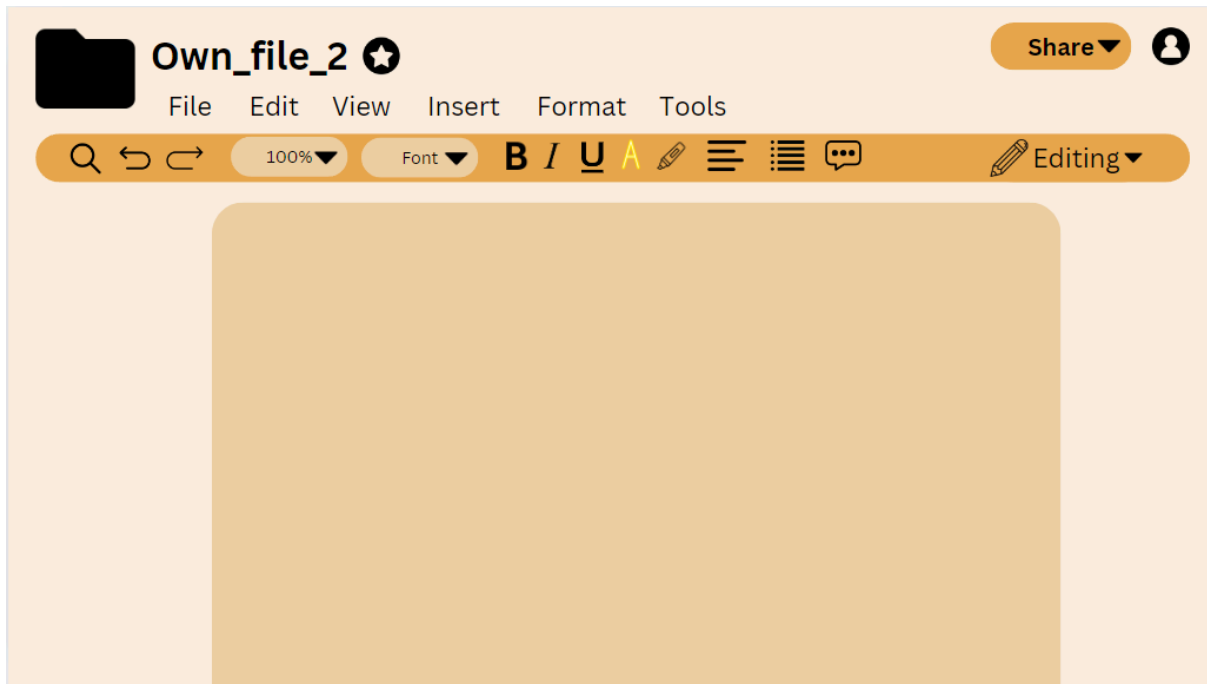 Own_file_2
Share
File Edit View Insert Format Tools
100% Font B I U A Editing